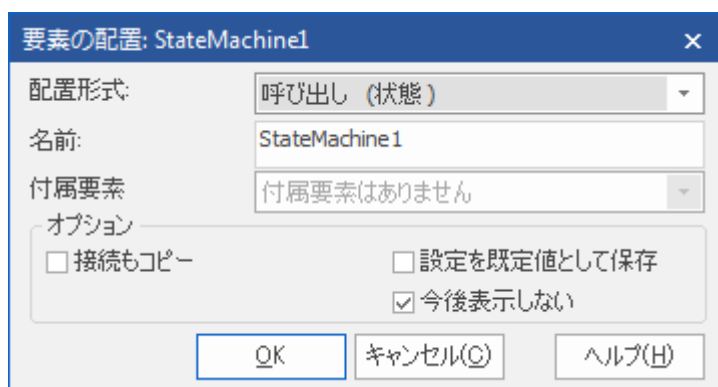 要素の配置: StateMachine1
配置形式: 呼び出し (状態)
名前: StateMachine1
付属要素 付属要素はありません
オプション
接続もコピー 設定を既定値として保存
今後表示しない
OK キャンセル(C) ヘルプ(H)